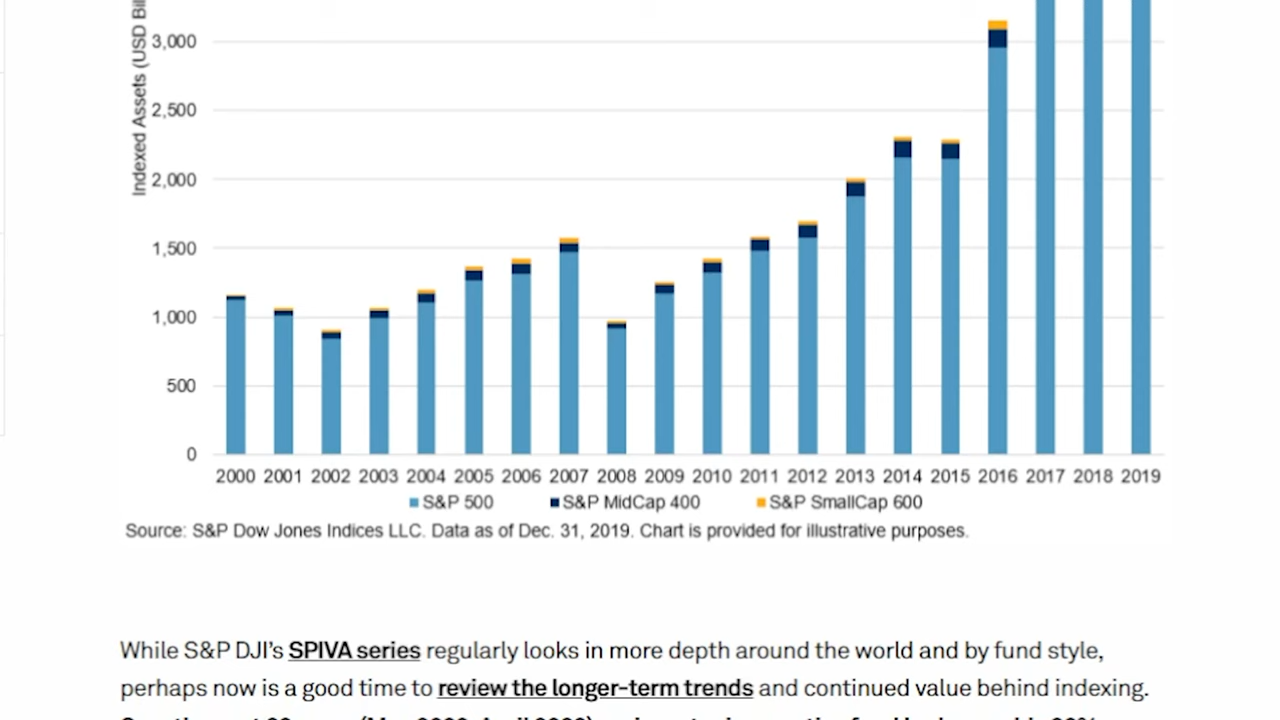 Indexed Assets (USD Bil
3,000
2,500
2,000
1,500
1,000
500
0
2000 2001 2002 2003 2004 2005 2006 2007 2008 2009 2010 2011 2012 2013 2014 2015 2016 2017 2018 2019
S&P 500 S&P MidCap 400 S&P SmallCap 600
Source: S&P Dow Jones Indices LLC. Data as of Dec. 31, 2019. Chart is provided for illustrative purposes.
While S&P DJI’s SPIVA series regularly looks in more depth around the world and by fund style,
perhaps now is a good time to review the longer-term trends and continued value behind indexing.